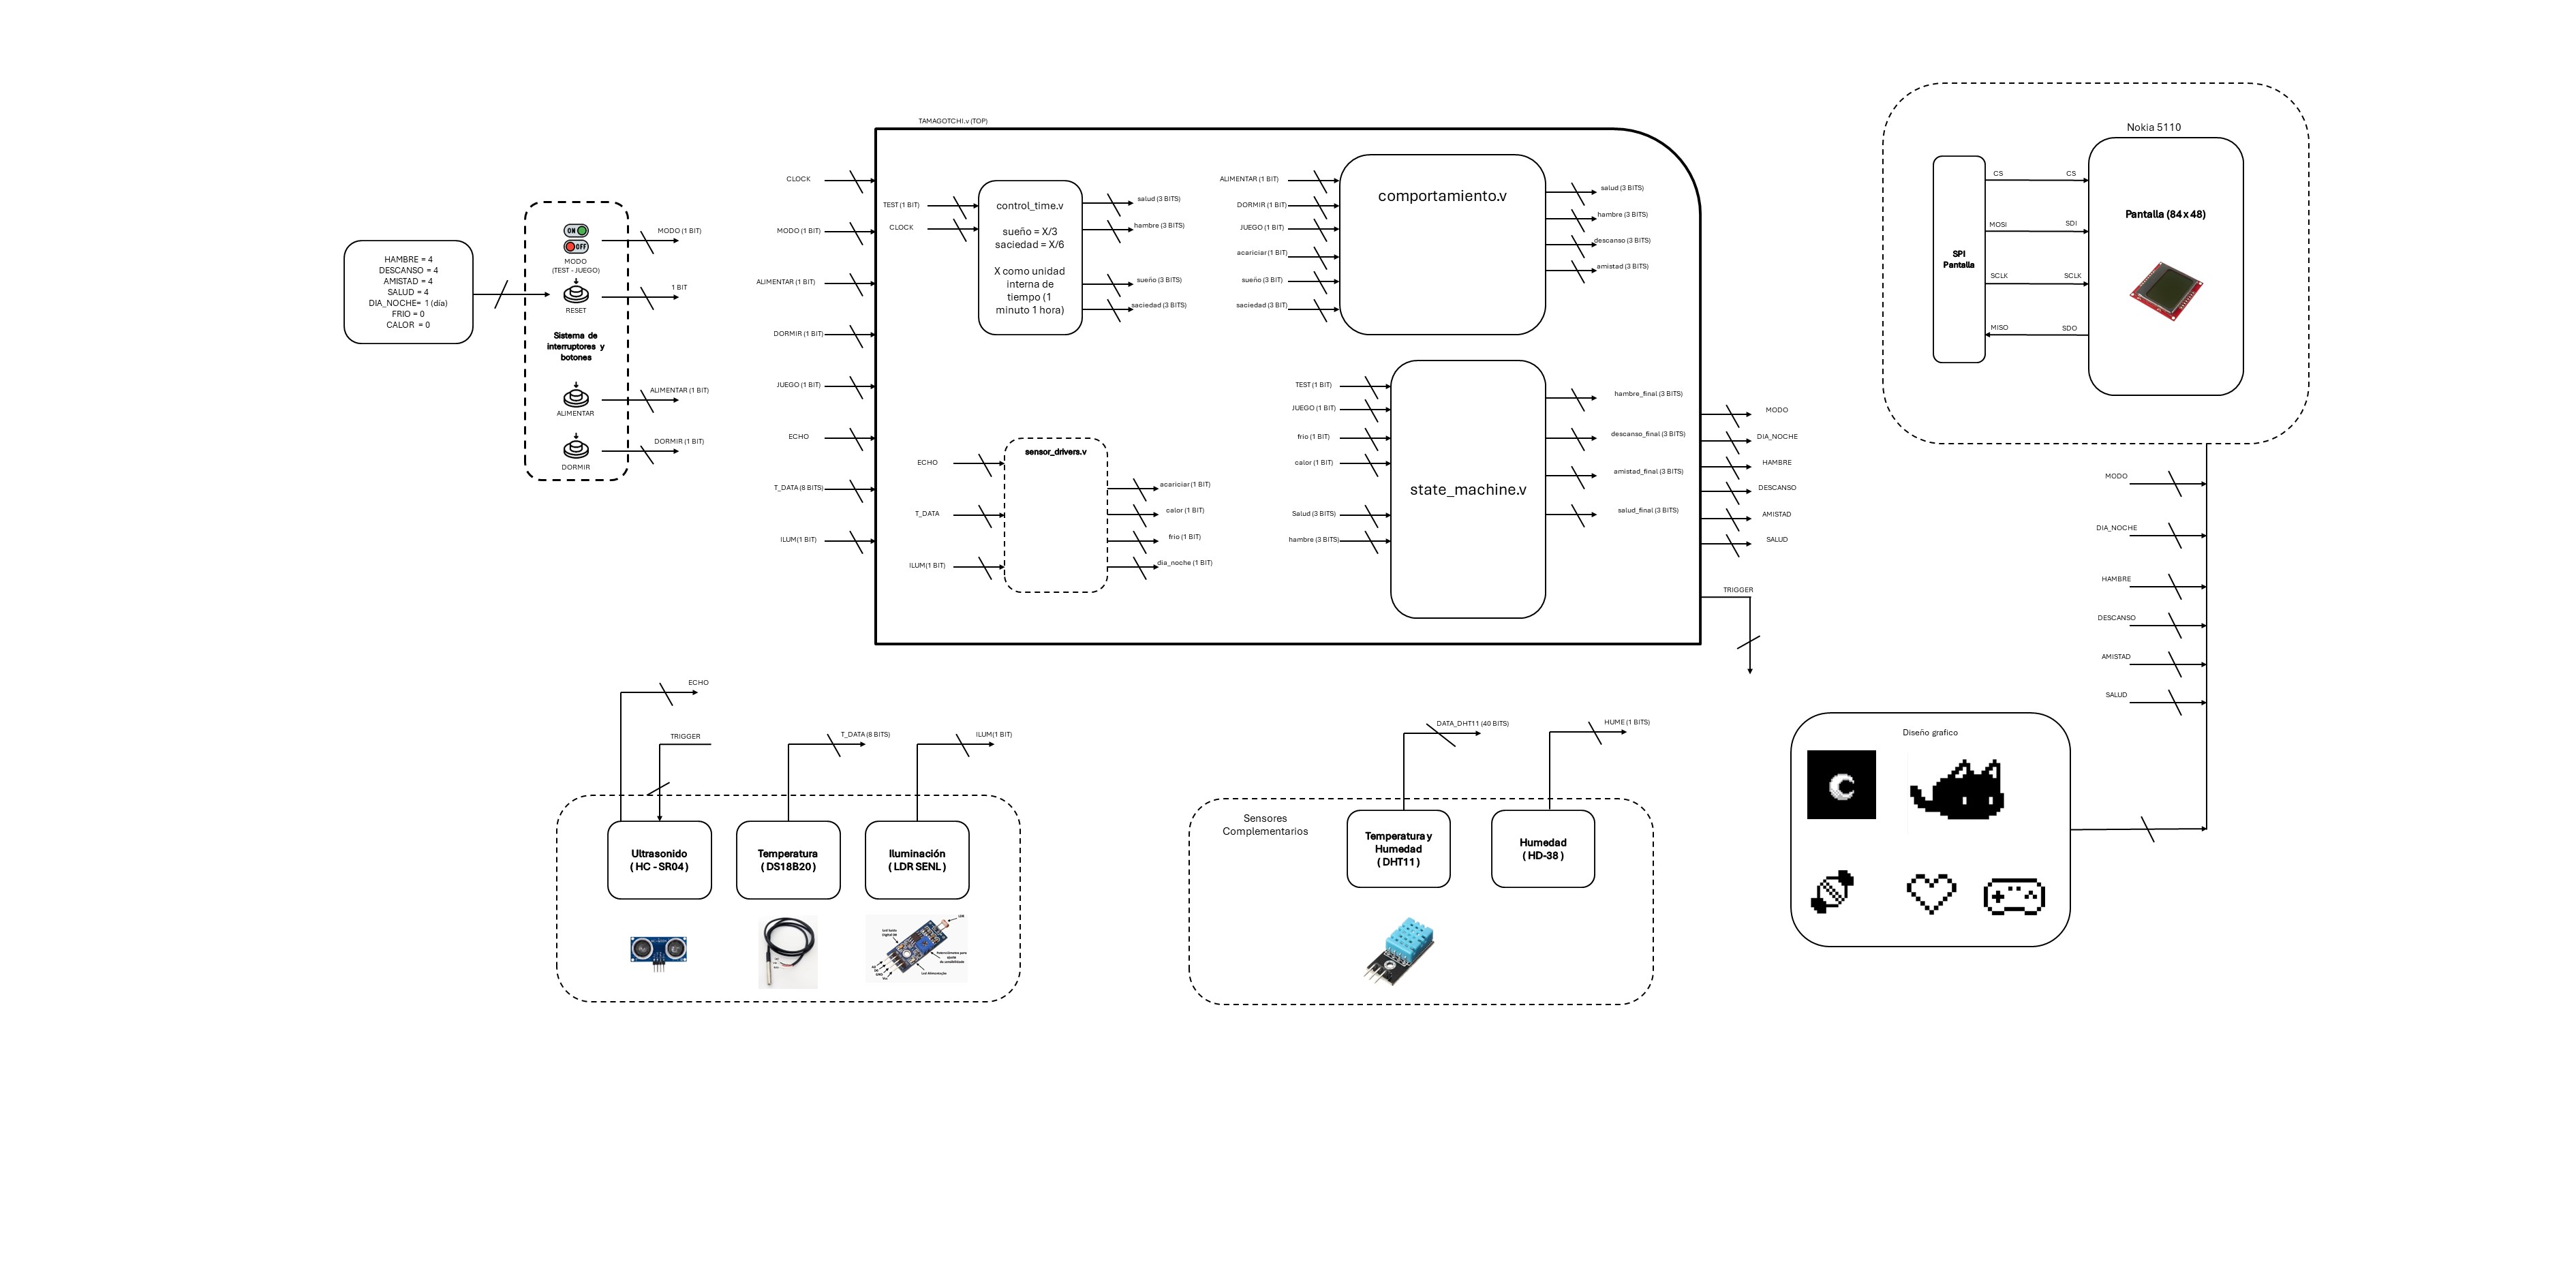 HAMBRE = 4
DESCANSO = 4
AMISTAD = 4
SALUD = 4
DIA_NOCHE= 1 (día)
FRIO = 0
CALOR = 0
ON
OFF
MODO
(TEST - JUEGO)
RESET
Sistema de
interruptores y
botones
ALIMENTAR
DORMIR
MODO (1 BIT)
1 BIT
ALIMENTAR (1 BIT)
DORMIR (1 BIT)
TAMAGOTCHI.v (TOP)
CLOCK
MODO (1 BIT)
ALIMENTAR (1 BIT)
DORMIR (1 BIT)
JUEGO (1 BIT)
ECHO
T_DATA (8 BITS)
ILUM(1 BIT)
TEST (1 BIT)
CLOCK
control_time.v
sueño = X/3
saciedad = X/6
X como unidad
interna de
tiempo (1
minuto 1 hora)
salud (3 BITS)
hambre (3 BITS)
sueño (3 BITS)
saciedad (3 BITS)
ALIMENTAR (1 BIT)
DORMIR (1 BIT)
JUEGO (1 BIT)
acariciar (1 BIT)
sueño (3 BIT)
saciedad (3 BIT)
comportamiento.v
salud (3 BITS)
hambre (3 BITS)
descanso (3 BITS)
amistad (3 BITS)
ECHO
T_DATA
ILUM(1 BIT)
sensor_drivers.v
acariciar (1 BIT)
calor (1 BIT)
frio (1 BIT)
dia_noche (1 BIT)
TEST (1 BIT)
JUEGO (1 BIT)
frio (1 BIT)
calor (1 BIT)
Salud (3 BITS)
hambre (3 BITS)
state_machine.v
hambre_final (3 BITS)
descanso_final (3 BITS)
amistad_final (3 BITS)
salud_final (3 BITS)
MODO
DIA_NOCHE
HAMBRE
DESCANSO
AMISTAD
SALUD
TRIGGER
Nokia 5110
SPI
Pantalla
CS
CS
MOSI
SDI
SCLK
SCLK
MISO
SDO
Pantalla (84 x 48)
MODO
DIA_NOCHE
HAMBRE
DESCANSO
AMISTAD
SALUD
ECHO
TRIGGER
T_DATA (8 BITS)
ILUM(1 BIT)
Ultrasonido
( HC - SR04 )
Temperatura
( DS18B20 )
Iluminación
( LDR SENL )
DATA_DHT11 (40 BITS)
HUME (1 BITS)
Sensores
Complementarios
Temperatura y
Humedad
( DHT11 )
Humedad
( HD-38 )
Diseño grafico